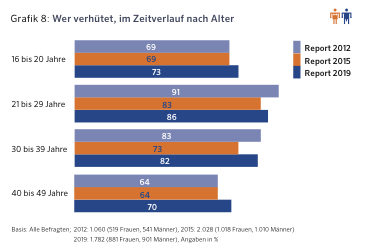 Grafik 8: Wer verhütet, im Zeitverlauf nach Alter
Report 2012
Report 2015
Report 2019
16 bis 20 Jahre
69
69
73
21 bis 29 Jahre
91
83
86
30 bis 39 Jahre
83
73
82
40 bis 49 Jahre
64
64
70
Basis: Alle Befragten; 2012: 1.060 (519 Frauen, 541 Männer), 2015: 2.028 (1.018 Frauen, 1.010 Männer)
2019: 1.782 (881 Frauen, 901 Männer), Angaben in %